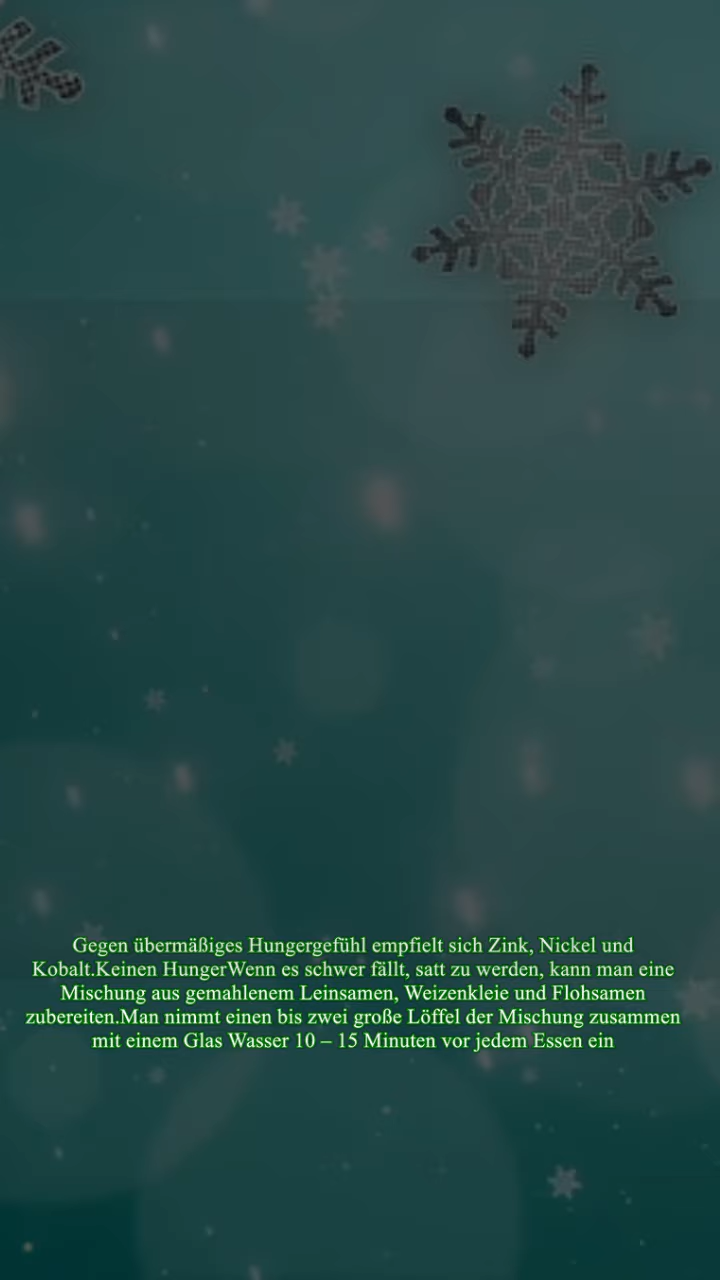 Gegen übermäßiges Hungergefühl empfielt sich Zink, Nickel und
Kobalt.Keinen HungerWenn es schwer fällt, satt zu werden, kann man eine
Mischung aus gemahlenem Leinsamen, Weizenkleie und Flohsamen
zubereiten.Man nimmt einen bis zwei große Löffel der Mischung zusammen
mit einem Glas Wasser 10 – 15 Minuten vor jedem Essen ein